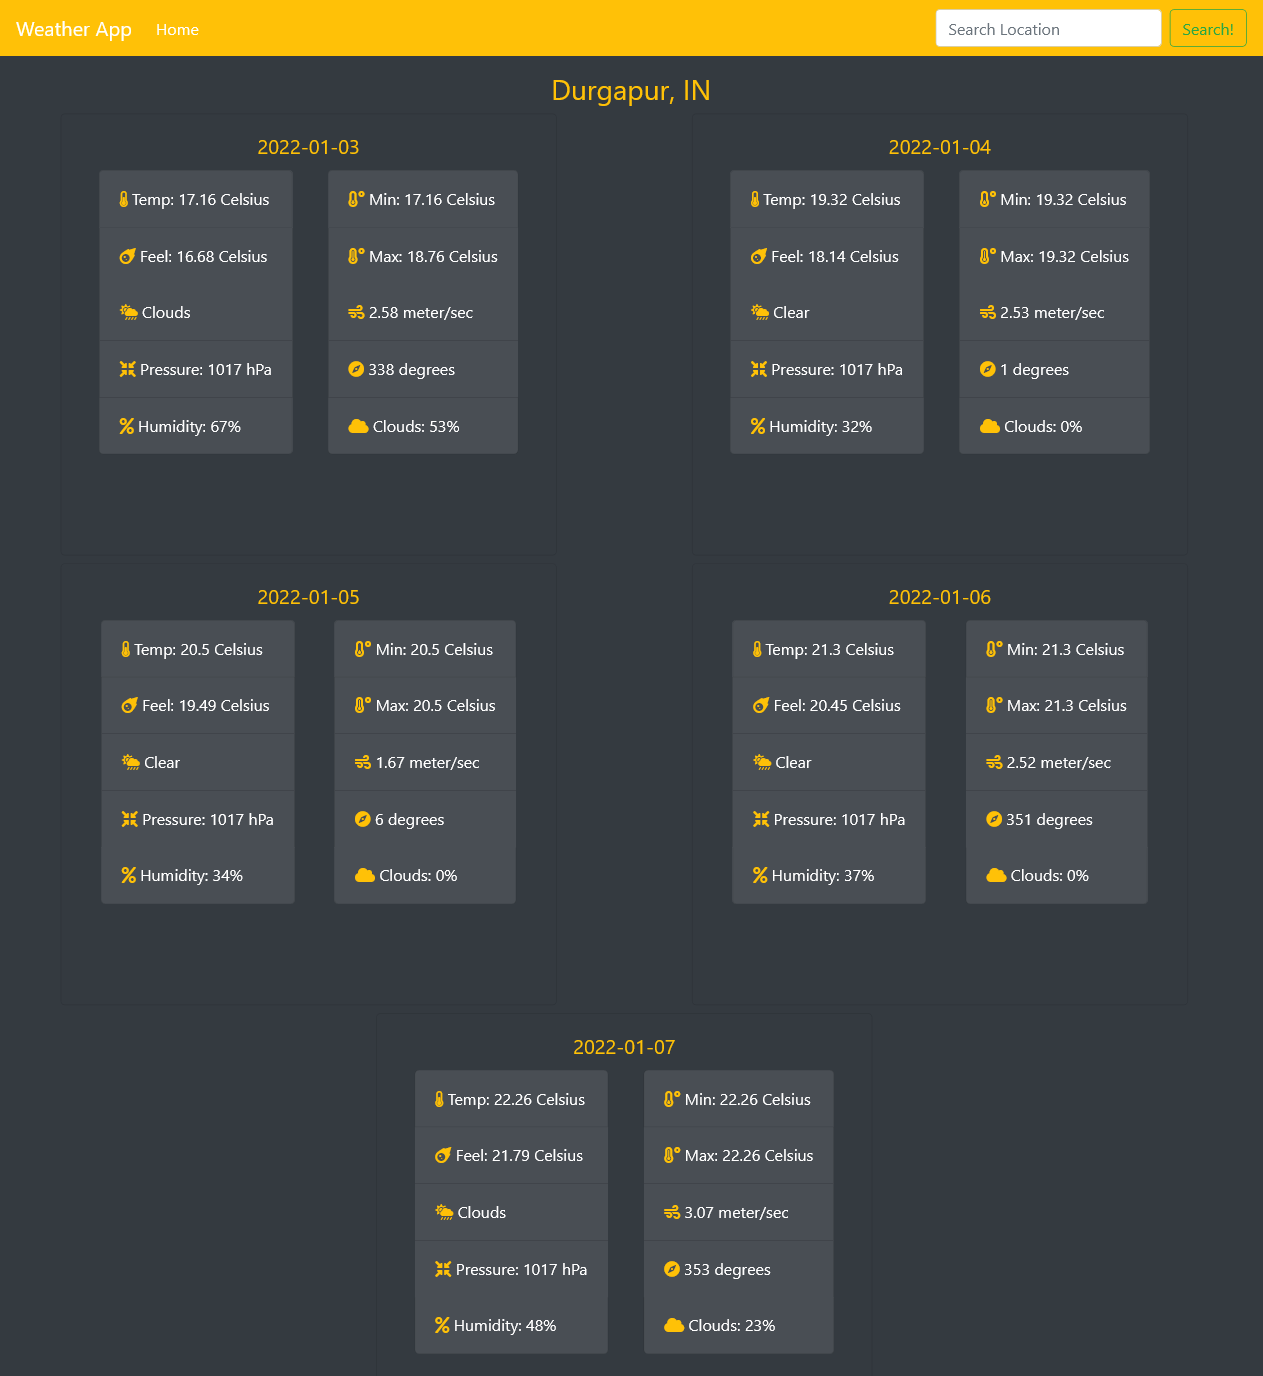 Weather App
Home
Search Location
Search!
Durgapur, IN
2022-01-03
Temp: 17.16 Celsius
Feel: 16.68 Celsius
Clouds
Pressure: 1017 hPa
Humidity: 67%
Min: 17.16 Celsius
Max: 18.76 Celsius
2.58 meter/sec
338 degrees
Clouds: 53%
2022-01-04
Temp: 19.32 Celsius
Feel: 18.14 Celsius
Clear
Pressure: 1017 hPa
Humidity: 32%
Min: 19.32 Celsius
Max: 19.32 Celsius
2.53 meter/sec
1 degrees
Clouds: 0%
2022-01-05
Temp: 20.5 Celsius
Feel: 19.49 Celsius
Clear
Pressure: 1017 hPa
Humidity: 34%
Min: 20.5 Celsius
Max: 20.5 Celsius
1.67 meter/sec
6 degrees
Clouds: 0%
2022-01-06
Temp: 21.3 Celsius
Feel: 20.45 Celsius
Clear
Pressure: 1017 hPa
Humidity: 37%
Min: 21.3 Celsius
Max: 21.3 Celsius
2.52 meter/sec
351 degrees
Clouds: 0%
2022-01-07
Temp: 22.26 Celsius
Feel: 21.79 Celsius
Clouds
Pressure: 1017 hPa
Humidity: 48%
Min: 22.26 Celsius
Max: 22.26 Celsius
3.07 meter/sec
353 degrees
Clouds: 23%